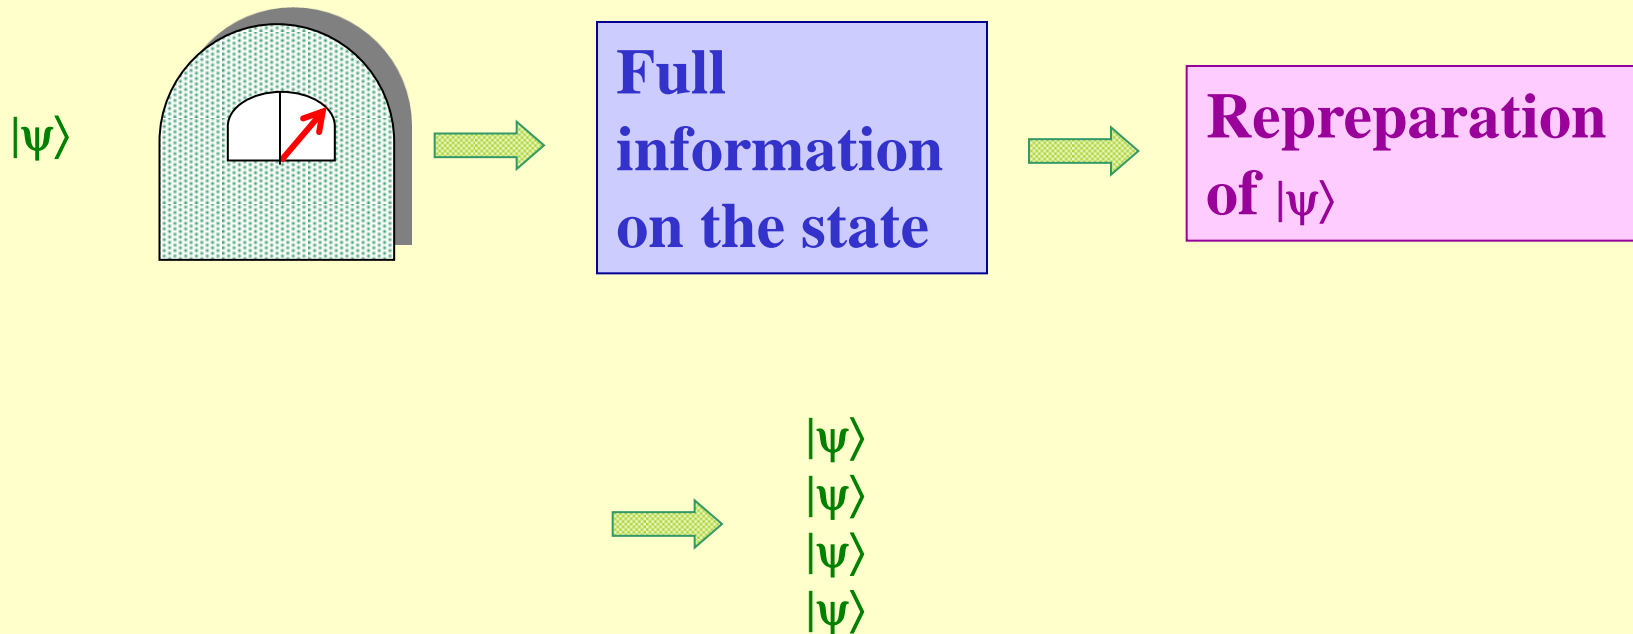 |ψ⟩
Full
information
on the state
Repreparation
of |ψ⟩
|ψ⟩
|ψ⟩
|ψ⟩
|ψ⟩